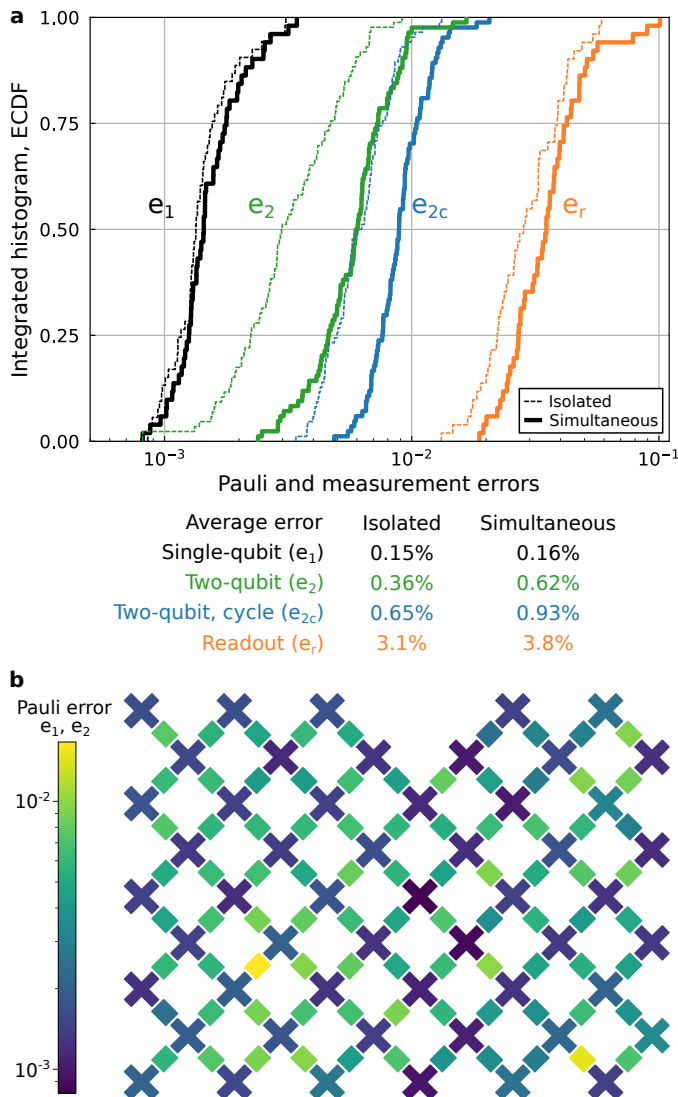 a
Integrated histogram, ECDF
1.00
0.75
0.50
0.25
0.00
e₁
e₂
e₂c
eᵣ
Isolated
Simultaneous
10⁻³
10⁻²
10⁻¹
Pauli and measurement errors
Average error Isolated Simultaneous
Single-qubit (e₁) 0.15% 0.16%
Two-qubit (e₂) 0.36% 0.62%
Two-qubit, cycle (e₂c) 0.65% 0.93%
Readout (eᵣ) 3.1% 3.8%
b
Pauli error
e₁, e₂
10⁻²
10⁻³